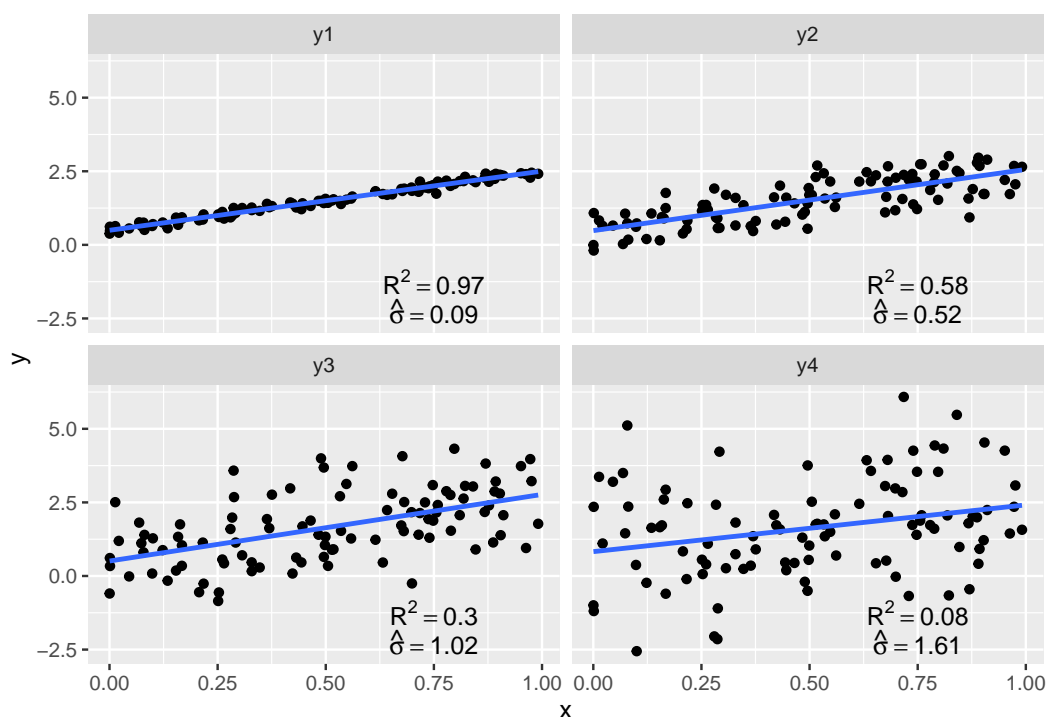 y1
y2
5.0
2.5
0.0
−2.5
R² = 0.97
σ̂ = 0.09
R² = 0.58
σ̂ = 0.52
y
y3
y4
5.0
2.5
0.0
−2.5
R² = 0.3
σ̂ = 1.02
R² = 0.08
σ̂ = 1.61
0.00 0.25 0.50 0.75 1.00
0.00 0.25 0.50 0.75 1.00
x